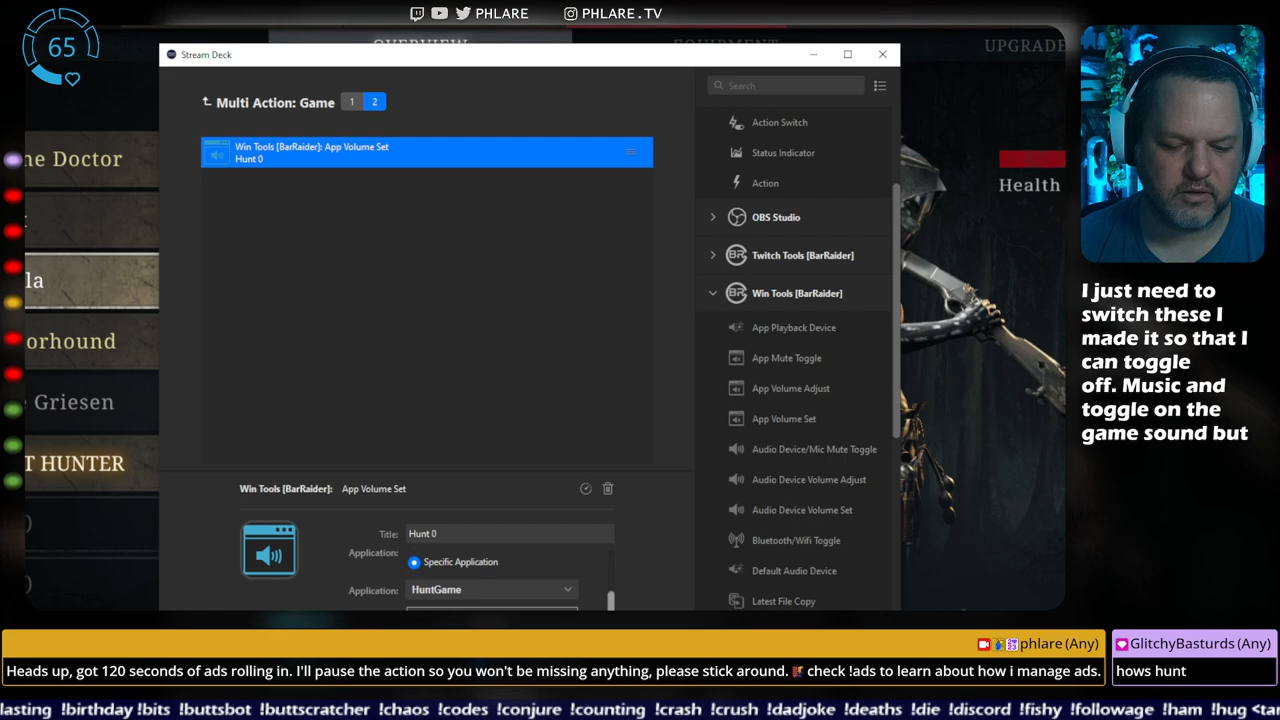 65
PHLARE
PHLARE.TV
OVERVIEW
EQUIPMENT
UPGRADE
Stream Deck
Multi Action: Game
1
2
Search
Win Tools [BarRaider]: App Volume Set
Hunt 0
Action Switch
Status Indicator
Action
OBS Studio
Twitch Tools [BarRaider]
Win Tools [BarRaider]
App Playback Device
App Mute Toggle
App Volume Adjust
App Volume Set
Audio Device/Mic Mute Toggle
Audio Device Volume Adjust
Audio Device Volume Set
Bluetooth/Wifi Toggle
Default Audio Device
Latest File Copy
Win Tools [BarRaider]: App Volume Set
Title: Hunt 0
Application:
Specific Application
Application: HuntGame
ne Doctor
la
orhound
e Griesen
T HUNTER
Health
I just need to
switch these I
made it so that I
can toggle
off. Music and
toggle on the
game sound but
phlare (Any)
Heads up, got 120 seconds of ads rolling in. I'll pause the action so you won't be missing anything, please stick around. check !ads to learn about how i manage ads.
GlitchyBasturds (Any)
hows hunt
lasting !birthday !bits !buttsbot !buttscratcher !chaos !codes !conjure !counting !crash !crush !dadjoke !deaths !die !discord !fishy !followage !ham !hug <tar